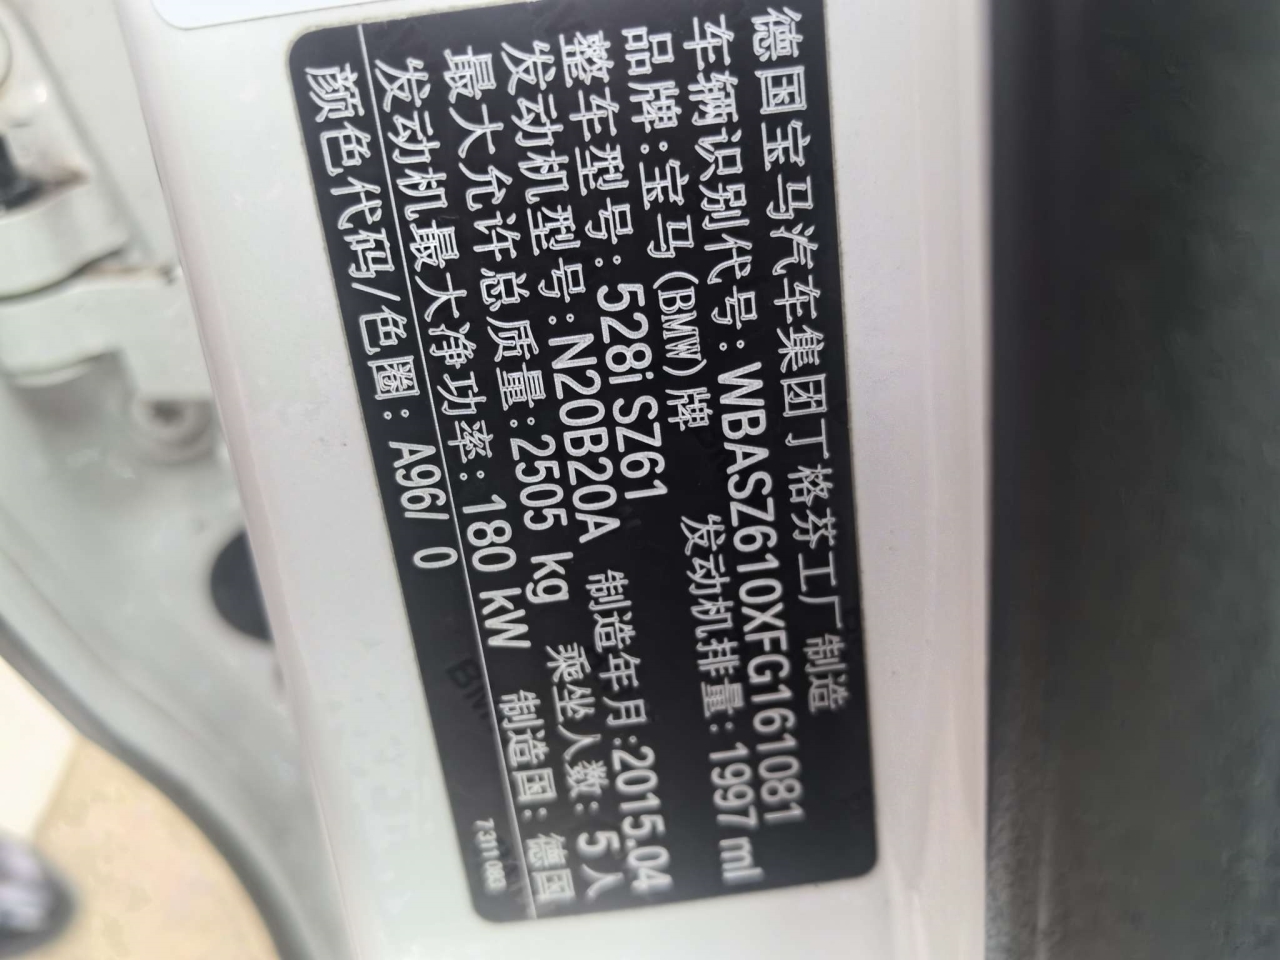 德国宝马汽车集团丁格芬工厂制造
车辆识别代号：WBASZ610XFG161081
品牌：宝马(BMW)牌 发动机排量：1997 ml
整车型号：528i SZ61
发动机型号：N20B20A 制造年月：2015.04
最大允许总质量：2505 kg 乘坐人数：5人
发动机最大净功率：180 kW 制造国：德国
颜色代码/色圈：A96/ 0